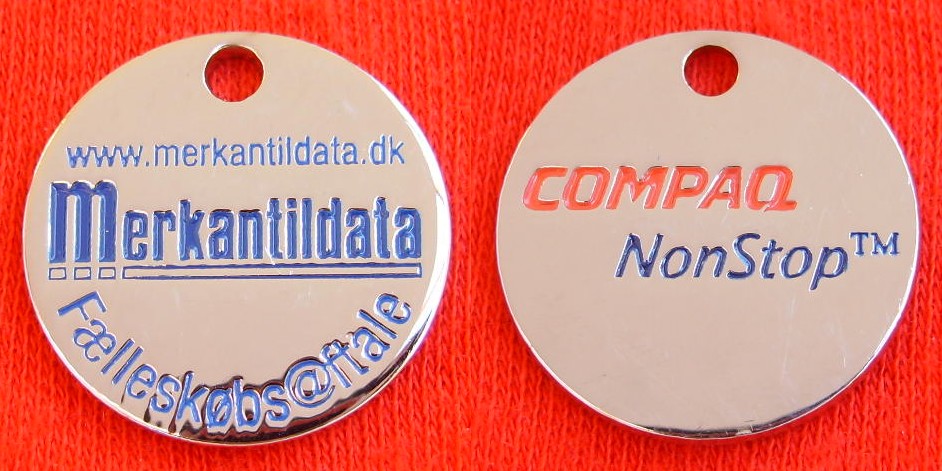 www.merkantildata.dk
Merkantildata
Fælleskøbs@ftale
COMPAQ
NonStop™